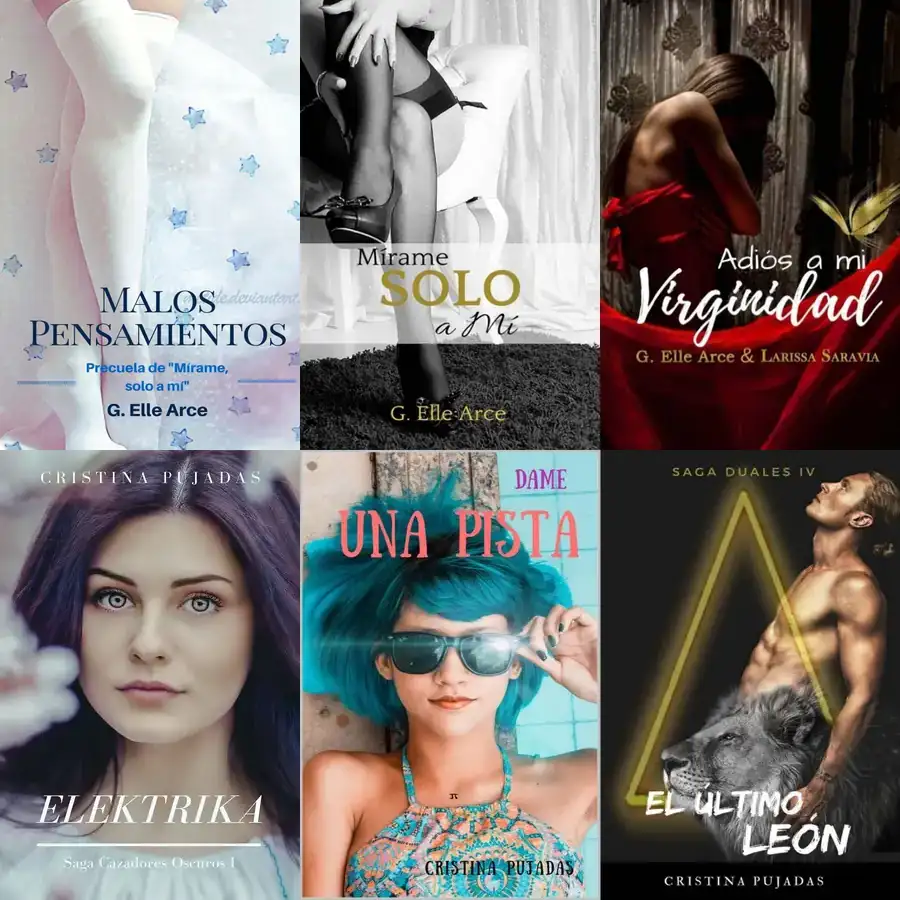 MALOS
PENSAMIENTOS
Precuela de "Mírame,
solo a mí"
G. Elle Arce
Mírame
SOLO
a Mí
G. Elle Arce
Adiós a mi
Virginidad
G. Elle Arce & Larissa Saravia
CRISTINA PUJADAS
ELEKTRIKA
Saga Cazadores Oscuros I
DAME
UNA PISTA
π
CRISTINA PUJADAS
SAGA DUALES IV
EL ÚLTIMO
LEÓN
CRISTINA PUJADAS